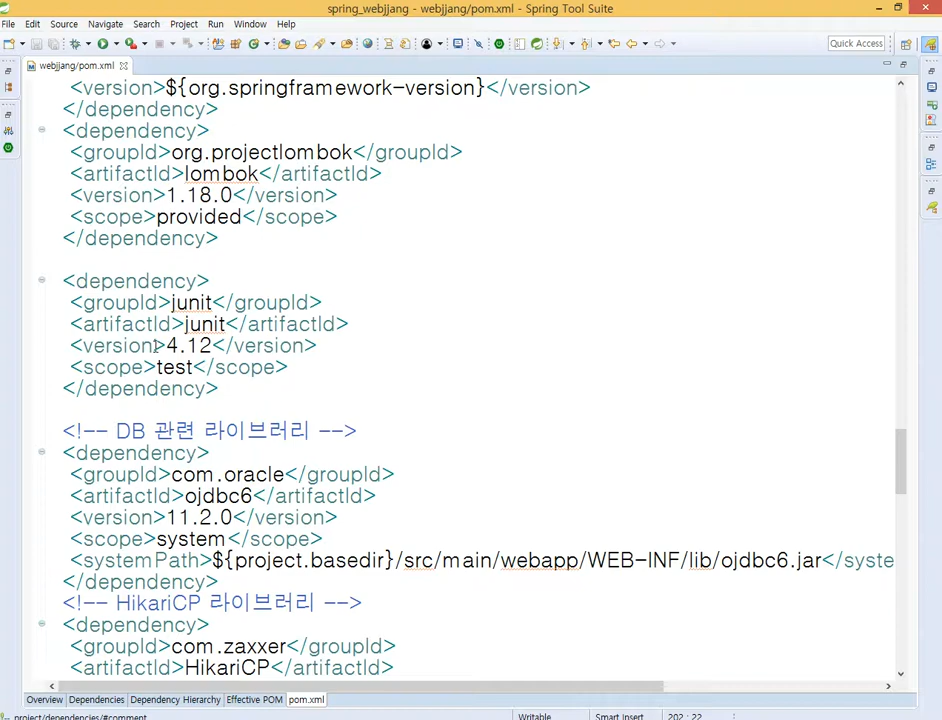 spring_webjjang - webjjang/pom.xml - Spring Tool Suite
File Edit Source Navigate Search Project Run Window Help
Quick Access
webjjang/pom.xml
<version>${org.springframework-version}</version>
</dependency>
<dependency>
<groupId>org.projectlombok</groupId>
<artifactId>lombok</artifactId>
<version>1.18.0</version>
<scope>provided</scope>
</dependency>
<dependency>
<groupId>junit</groupId>
<artifactId>junit</artifactId>
<version>4.12</version>
<scope>test</scope>
</dependency>
<!-- DB 관련 라이브러리 -->
<dependency>
<groupId>com.oracle</groupId>
<artifactId>ojdbc6</artifactId>
<version>11.2.0</version>
<scope>system</scope>
<systemPath>${project.basedir}/src/main/webapp/WEB-INF/lib/ojdbc6.jar</syste
</dependency>
<!-- HikariCP 라이브러리 -->
<dependency>
<groupId>com.zaxxer</groupId>
<artifactId>HikariCP</artifactId>
Overview Dependencies Dependency Hierarchy Effective POM pom.xml
project/dependencies/#comment Writable Smart Insert 202 : 22